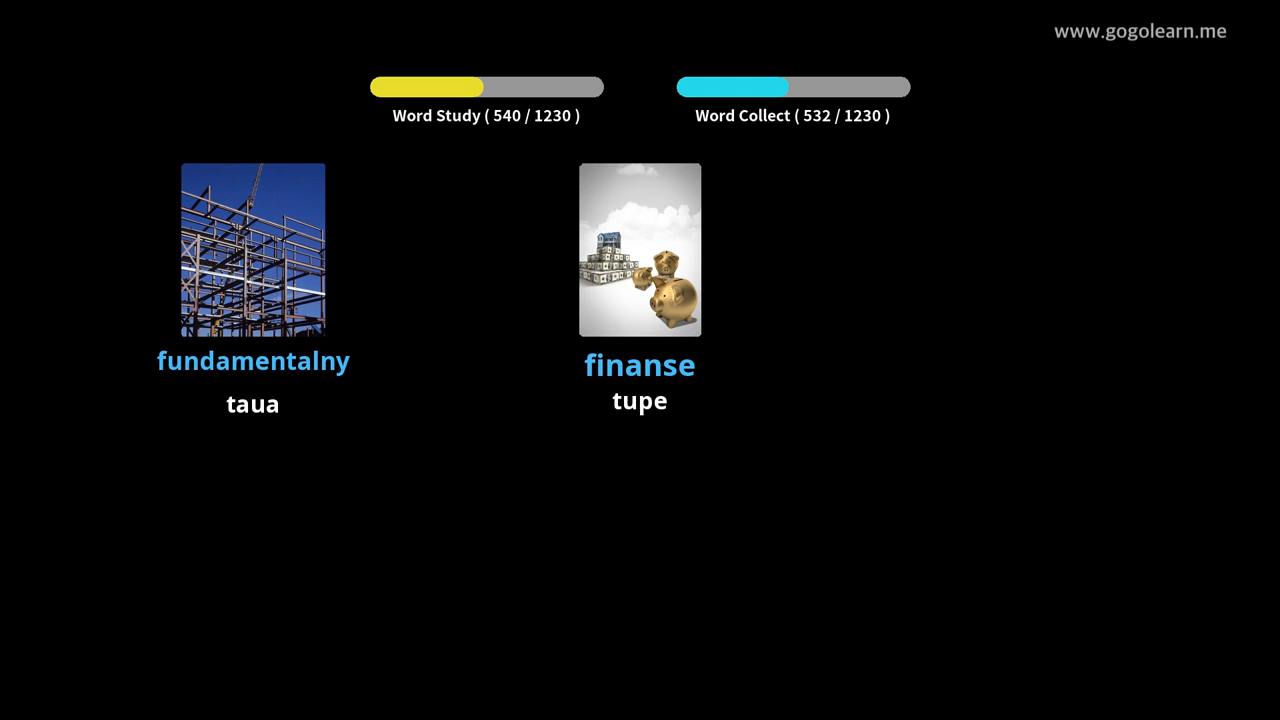 www.gogolearn.me
Word Study ( 540 / 1230 )
Word Collect ( 532 / 1230 )
fundamentalny
taua
finanse
tupe